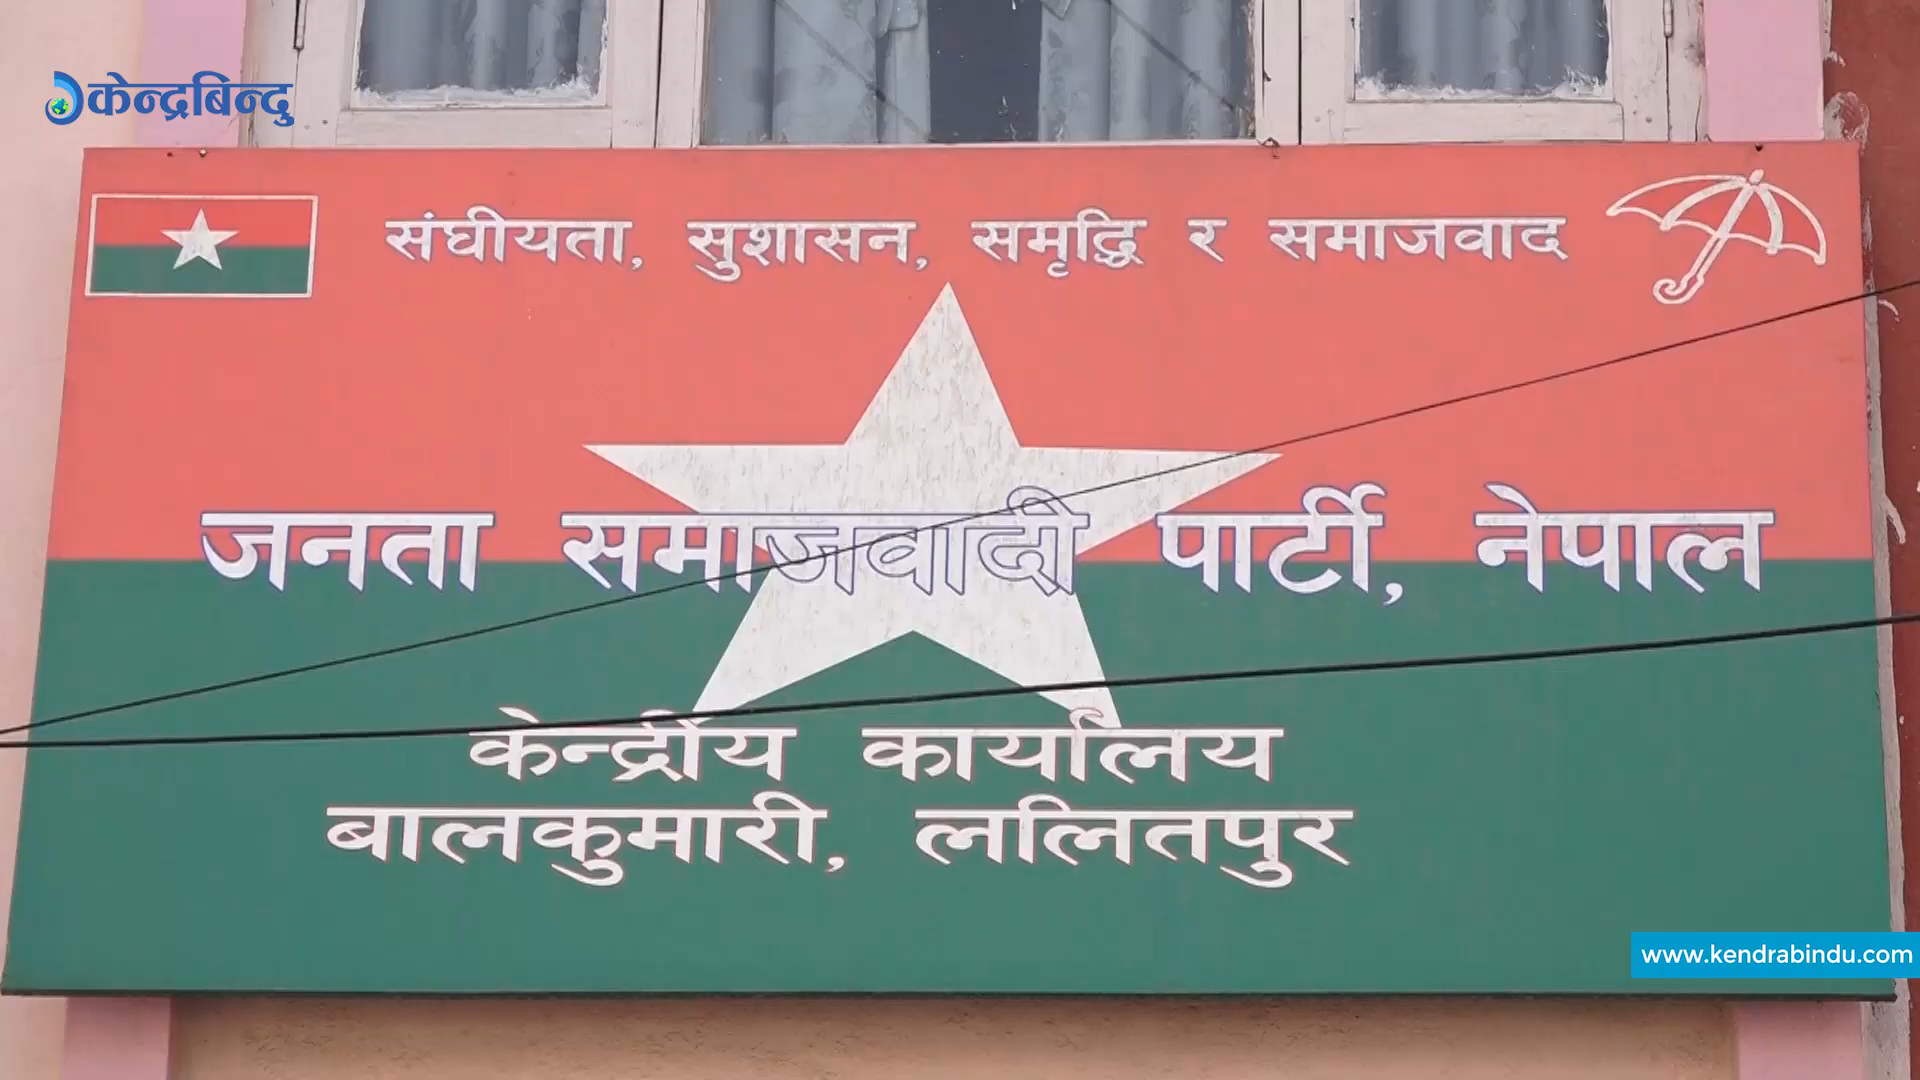 केन्द्रबिन्दु
संघीयता, सुशासन, समृद्धि र समाजवाद
जनता समाजवादी पार्टी, नेपाल
केन्द्रीय कार्यालय
बालकुमारी, ललितपुर
www.kendrabindu.com